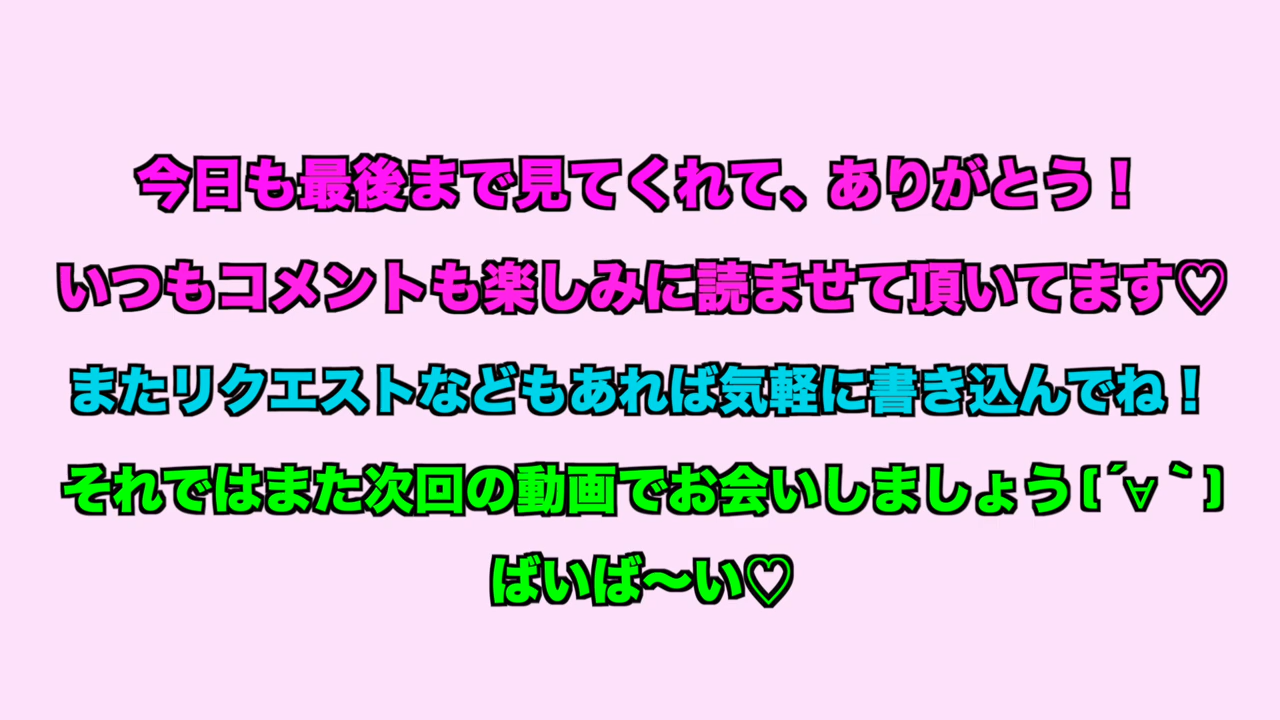 今日も最後まで見てくれて、ありがとう！
いつもコメントも楽しみに読ませて頂いてます♡
またリクエストなどもあれば気軽に書き込んでね！
それではまた次回の動画でお会いしましょう(´∀｀)
ばいば〜い♡